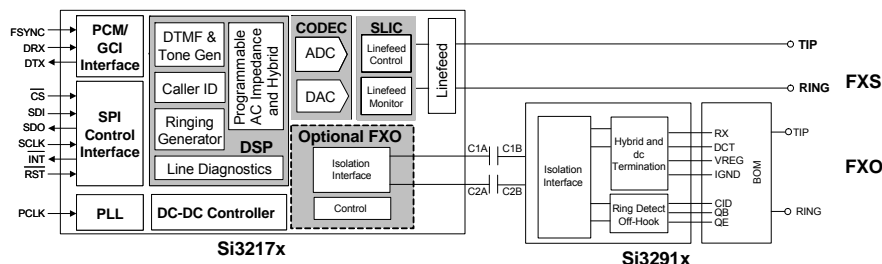 FSYNC
DRX
DTX
PCM/
GCI
Interface
CS
SDI
SDO
SCLK
INT
RST
SPI
Control
Interface
PCLK
PLL
DC-DC Controller
DTMF &
Tone Gen
Caller ID
Ringing
Generator
Programmable
AC Impedance
and Hybrid
DSP
Line Diagnostics
CODEC
ADC
DAC
SLIC
Linefeed
Control
Linefeed
Monitor
Linefeed
Optional FXO
Isolation
Interface
Control
Si3217x
C1A
C1B
C2A
C2B
TIP
RING
FXS
Isolation
Interface
Hybrid and
dc
Termination
Ring Detect
Off-Hook
RX
DCT
VREG
IGND
CID
QB
QE
BOM
TIP
RING
FXO
Si3291x